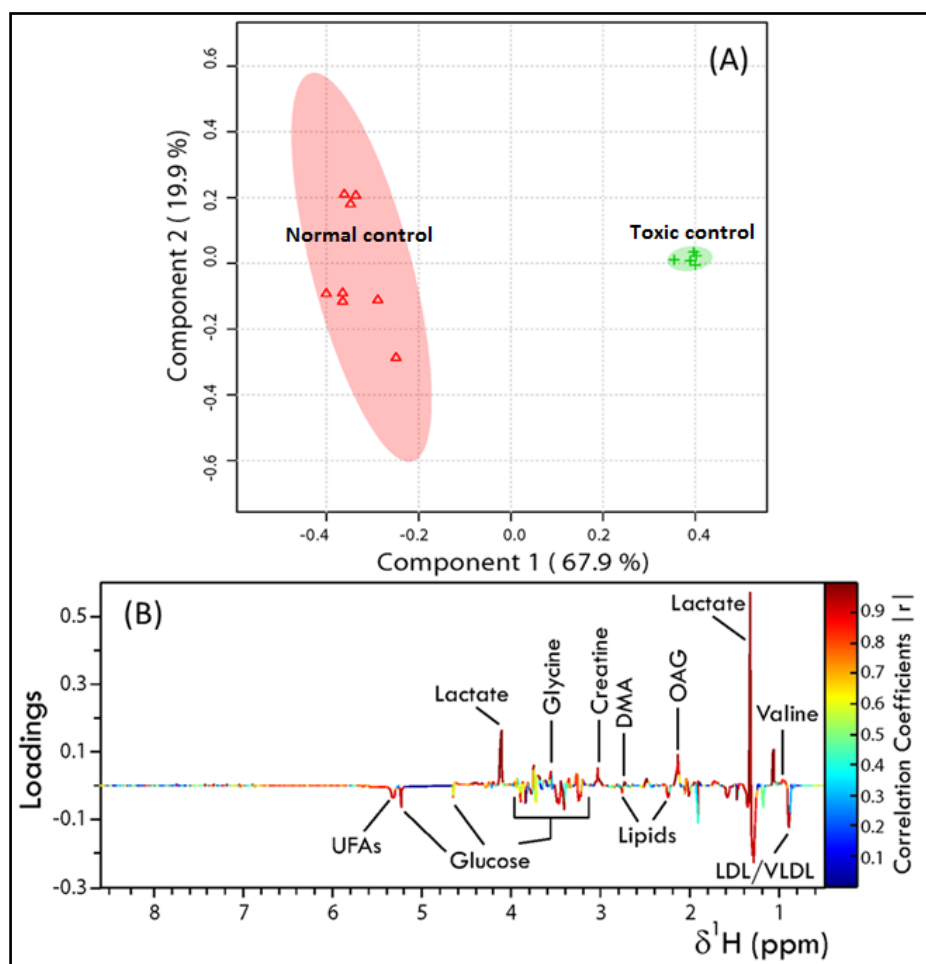 (A)
0.6
0.4
0.2
0.0
-0.2
-0.4
-0.6
Component 2 ( 19.9 %)
Normal control
Toxic control
-0.4 -0.2 0.0 0.2 0.4
Component 1 ( 67.9 %)
(B)
0.5
0.3
0.1
-0.1
-0.3
Loadings
Lactate
Glycine
Creatine
DMA
OAG
Lactate
Valine
UFAs
Glucose
Lipids
LDL/VLDL
8 7 6 5 4 3 2 1
δ¹H (ppm)
0.9
0.8
0.7
0.6
0.5
0.4
0.3
0.2
0.1
Correlation Coefficients |r|